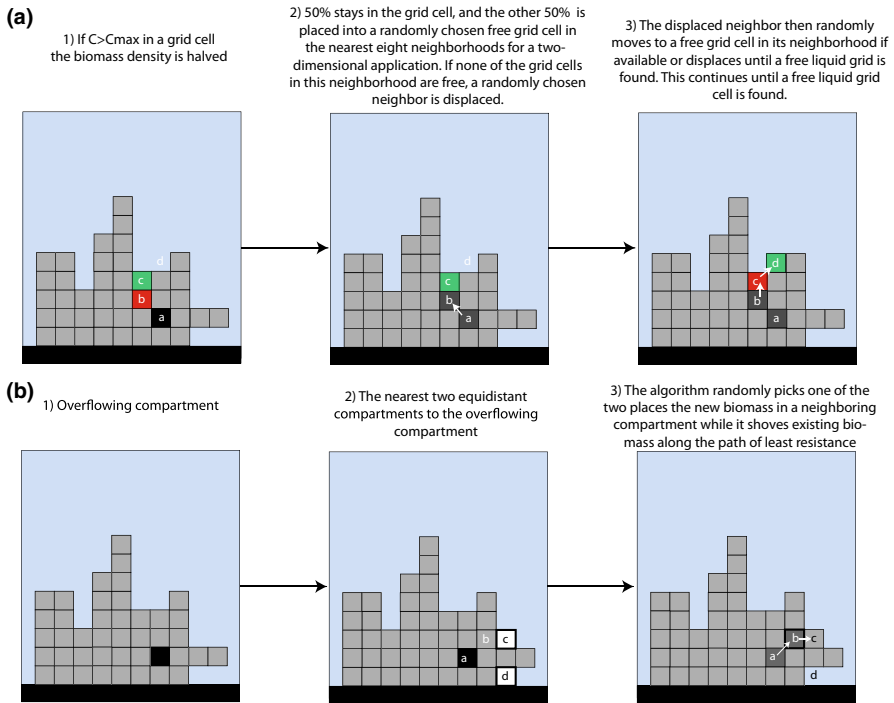 (a)
1) If C>Cmax in a grid cell
the biomass density is halved
2) 50% stays in the grid cell, and the other 50% is
placed into a randomly chosen free grid cell in
the nearest eight neighborhoods for a two-
dimensional application. If none of the grid cells
in this neighborhood are free, a randomly chosen
neighbor is displaced.
3) The displaced neighbor then randomly
moves to a free grid cell in its neighborhood if
available or displaces until a free liquid grid is
found. This continues until a free liquid grid
cell is found.
d
c
b
a
d
c
b
a
d
c
b
a
(b)
1) Overflowing compartment
2) The nearest two equidistant
compartments to the overflowing
compartment
3) The algorithm randomly picks one of the
two places the new biomass in a neighboring
compartment while it shoves existing bio-
mass along the path of least resistance
b c
a
d
b c
a
d